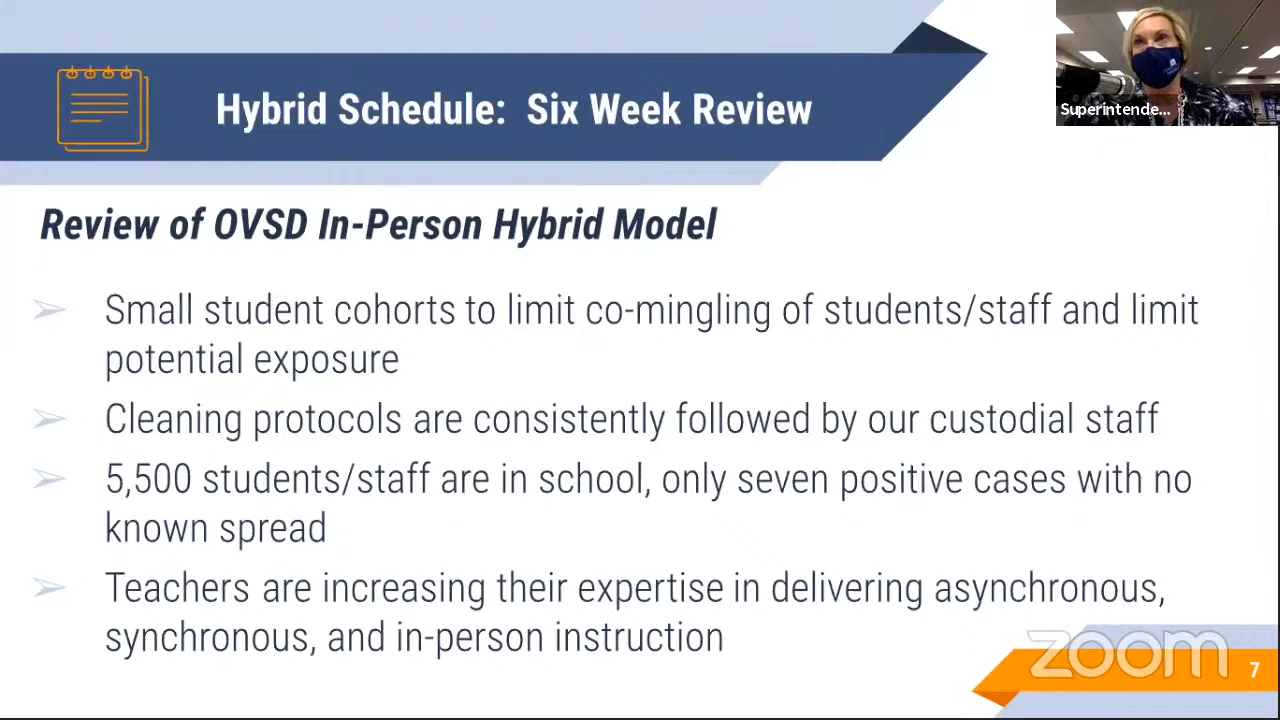 Hybrid Schedule: Six Week Review
Superintende...
Review of OVSD In-Person Hybrid Model
➢ Small student cohorts to limit co-mingling of students/staff and limit
potential exposure
➢ Cleaning protocols are consistently followed by our custodial staff
➢ 5,500 students/staff are in school, only seven positive cases with no
known spread
➢ Teachers are increasing their expertise in delivering asynchronous,
synchronous, and in-person instruction
zoom
7